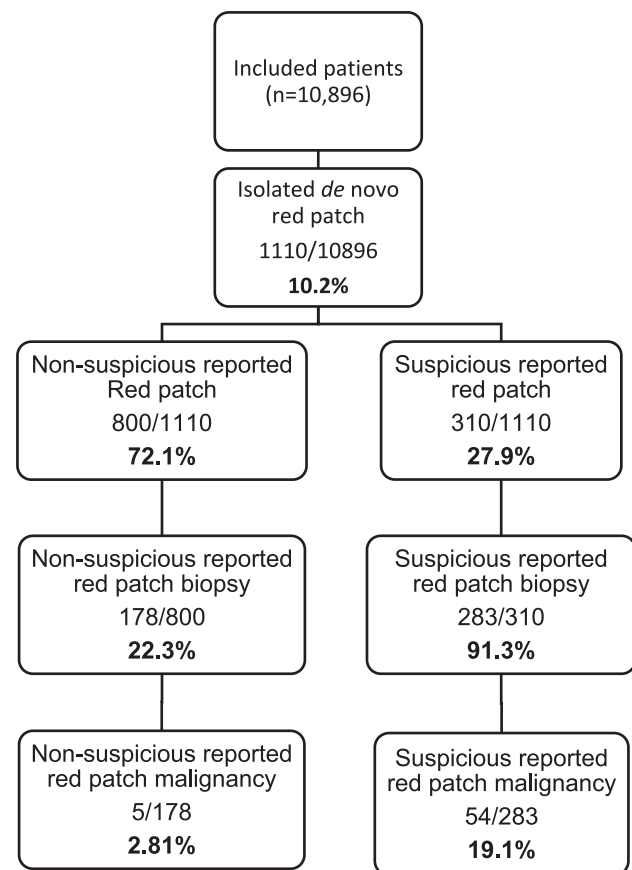 Included patients
(n=10,896)
Isolated de novo
red patch
1110/10896
10.2%
Non-suspicious reported
Red patch
800/1110
72.1%
Suspicious reported
red patch
310/1110
27.9%
Non-suspicious reported
red patch biopsy
178/800
22.3%
Suspicious reported
red patch biopsy
283/310
91.3%
Non-suspicious reported
red patch malignancy
5/178
2.81%
Suspicious reported
red patch malignancy
54/283
19.1%